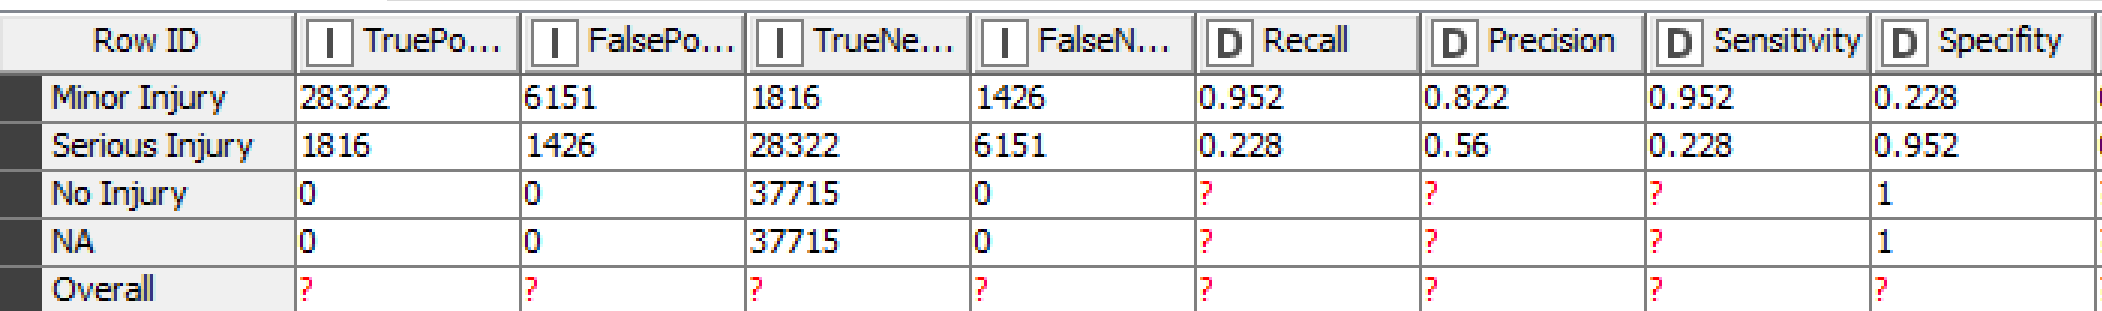 Row ID I TruePo... I FalsePo... I TrueNe... I FalseN... D Recall D Precision D Sensitivity D Specifity
Minor Injury 28322 6151 1816 1426 0.952 0.822 0.952 0.228
Serious Injury 1816 1426 28322 6151 0.228 0.56 0.228 0.952
No Injury 0 0 37715 0 ? ? ? 1
NA 0 0 37715 0 ? ? ? 1
Overall ? ? ? ? ? ? ? ?